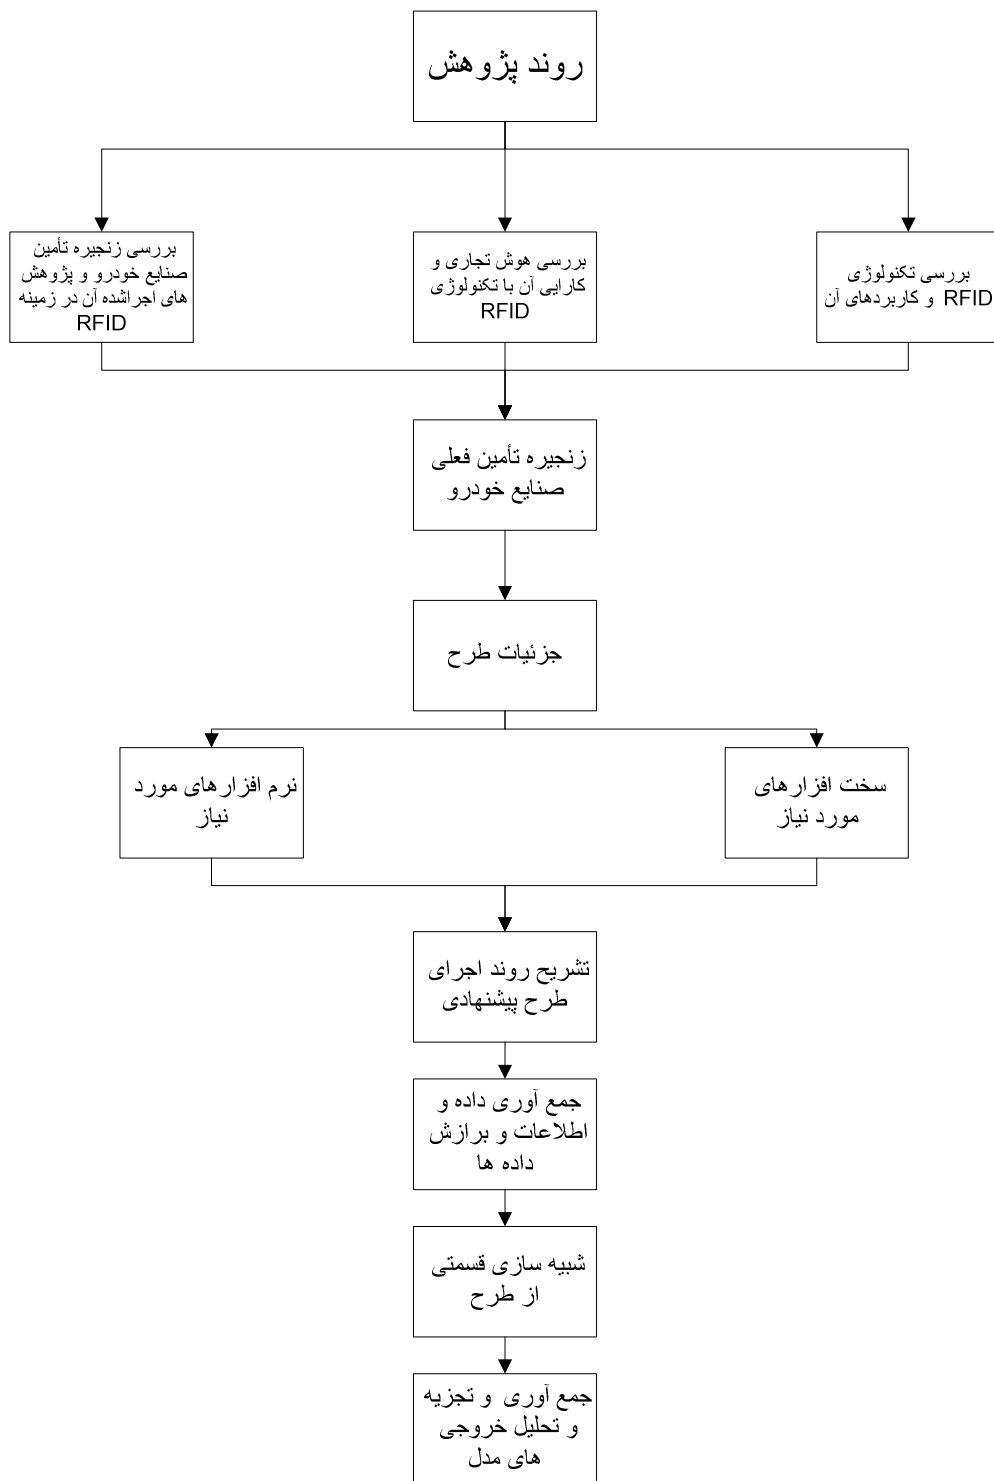 روند پژوهش
بررسی تکنولوژی
RFID و کاربردهای آن
بررسی هوش تجاری و
کارایی آن با تکنولوژی
RFID
بررسی زنجیره تأمین
صنایع خودرو و پژوهش
های اجراشده آن در زمینه
RFID
زنجیره تأمین فعلی
صنایع خودرو
جزئیات طرح
سخت افزارهای
مورد نیاز
نرم افزارهای مورد
نیاز
تشریح روند اجرای
طرح پیشنهادی
جمع آوری داده و
اطلاعات و برازش
داده ها
شبیه سازی قسمتی
از طرح
جمع آوری و تجزیه
و تحلیل خروجی
های مدل